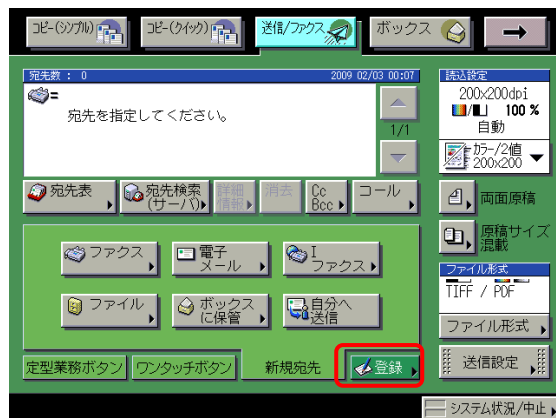 コピー(シンプル)
コピー(クイック)
送信/ファクス
ボックス
宛先数 : 0
2009 02/03 00:07
宛先を指定してください。
1/1
宛先表
宛先検索
(サーバ)
詳細
情報
消去
Cc
Bcc
コール
ファクス
電子
メール
I
ファクス
ファイル
ボックス
に保管
自分へ
送信
定型業務ボタン
ワンタッチボタン
新規宛先
登録
読込設定
200x200dpi
100 %
自動
カラー/2値
200x200
両面原稿
原稿サイズ
混載
ファイル形式
TIFF / PDF
ファイル形式
送信設定
システム状況/中止